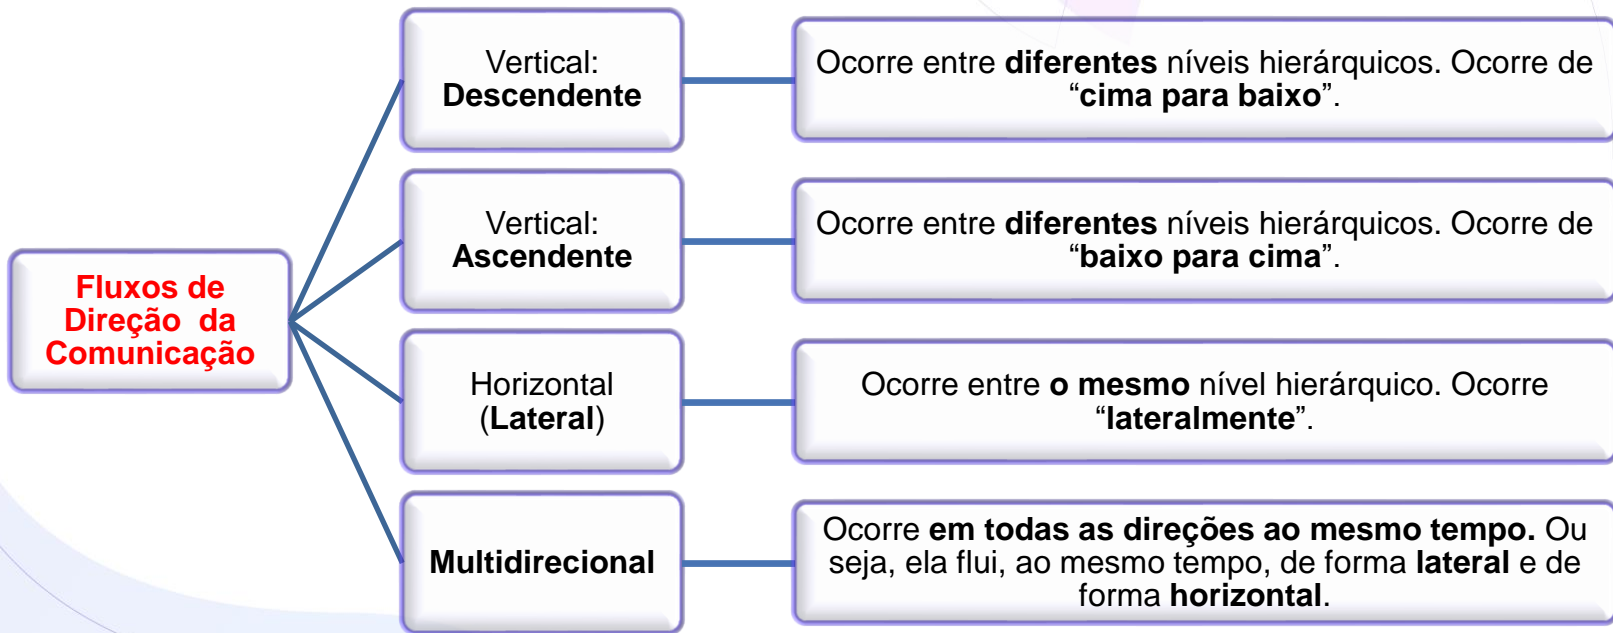 Fluxos de
Direção da
Comunicação
Vertical:
Descendente
Ocorre entre diferentes níveis hierárquicos. Ocorre de
“cima para baixo”.
Vertical:
Ascendente
Ocorre entre diferentes níveis hierárquicos. Ocorre de
“baixo para cima”.
Horizontal
(Lateral)
Ocorre entre o mesmo nível hierárquico. Ocorre
“lateralmente”.
Multidirecional
Ocorre em todas as direções ao mesmo tempo. Ou
seja, ela flui, ao mesmo tempo, de forma lateral e de
forma horizontal.